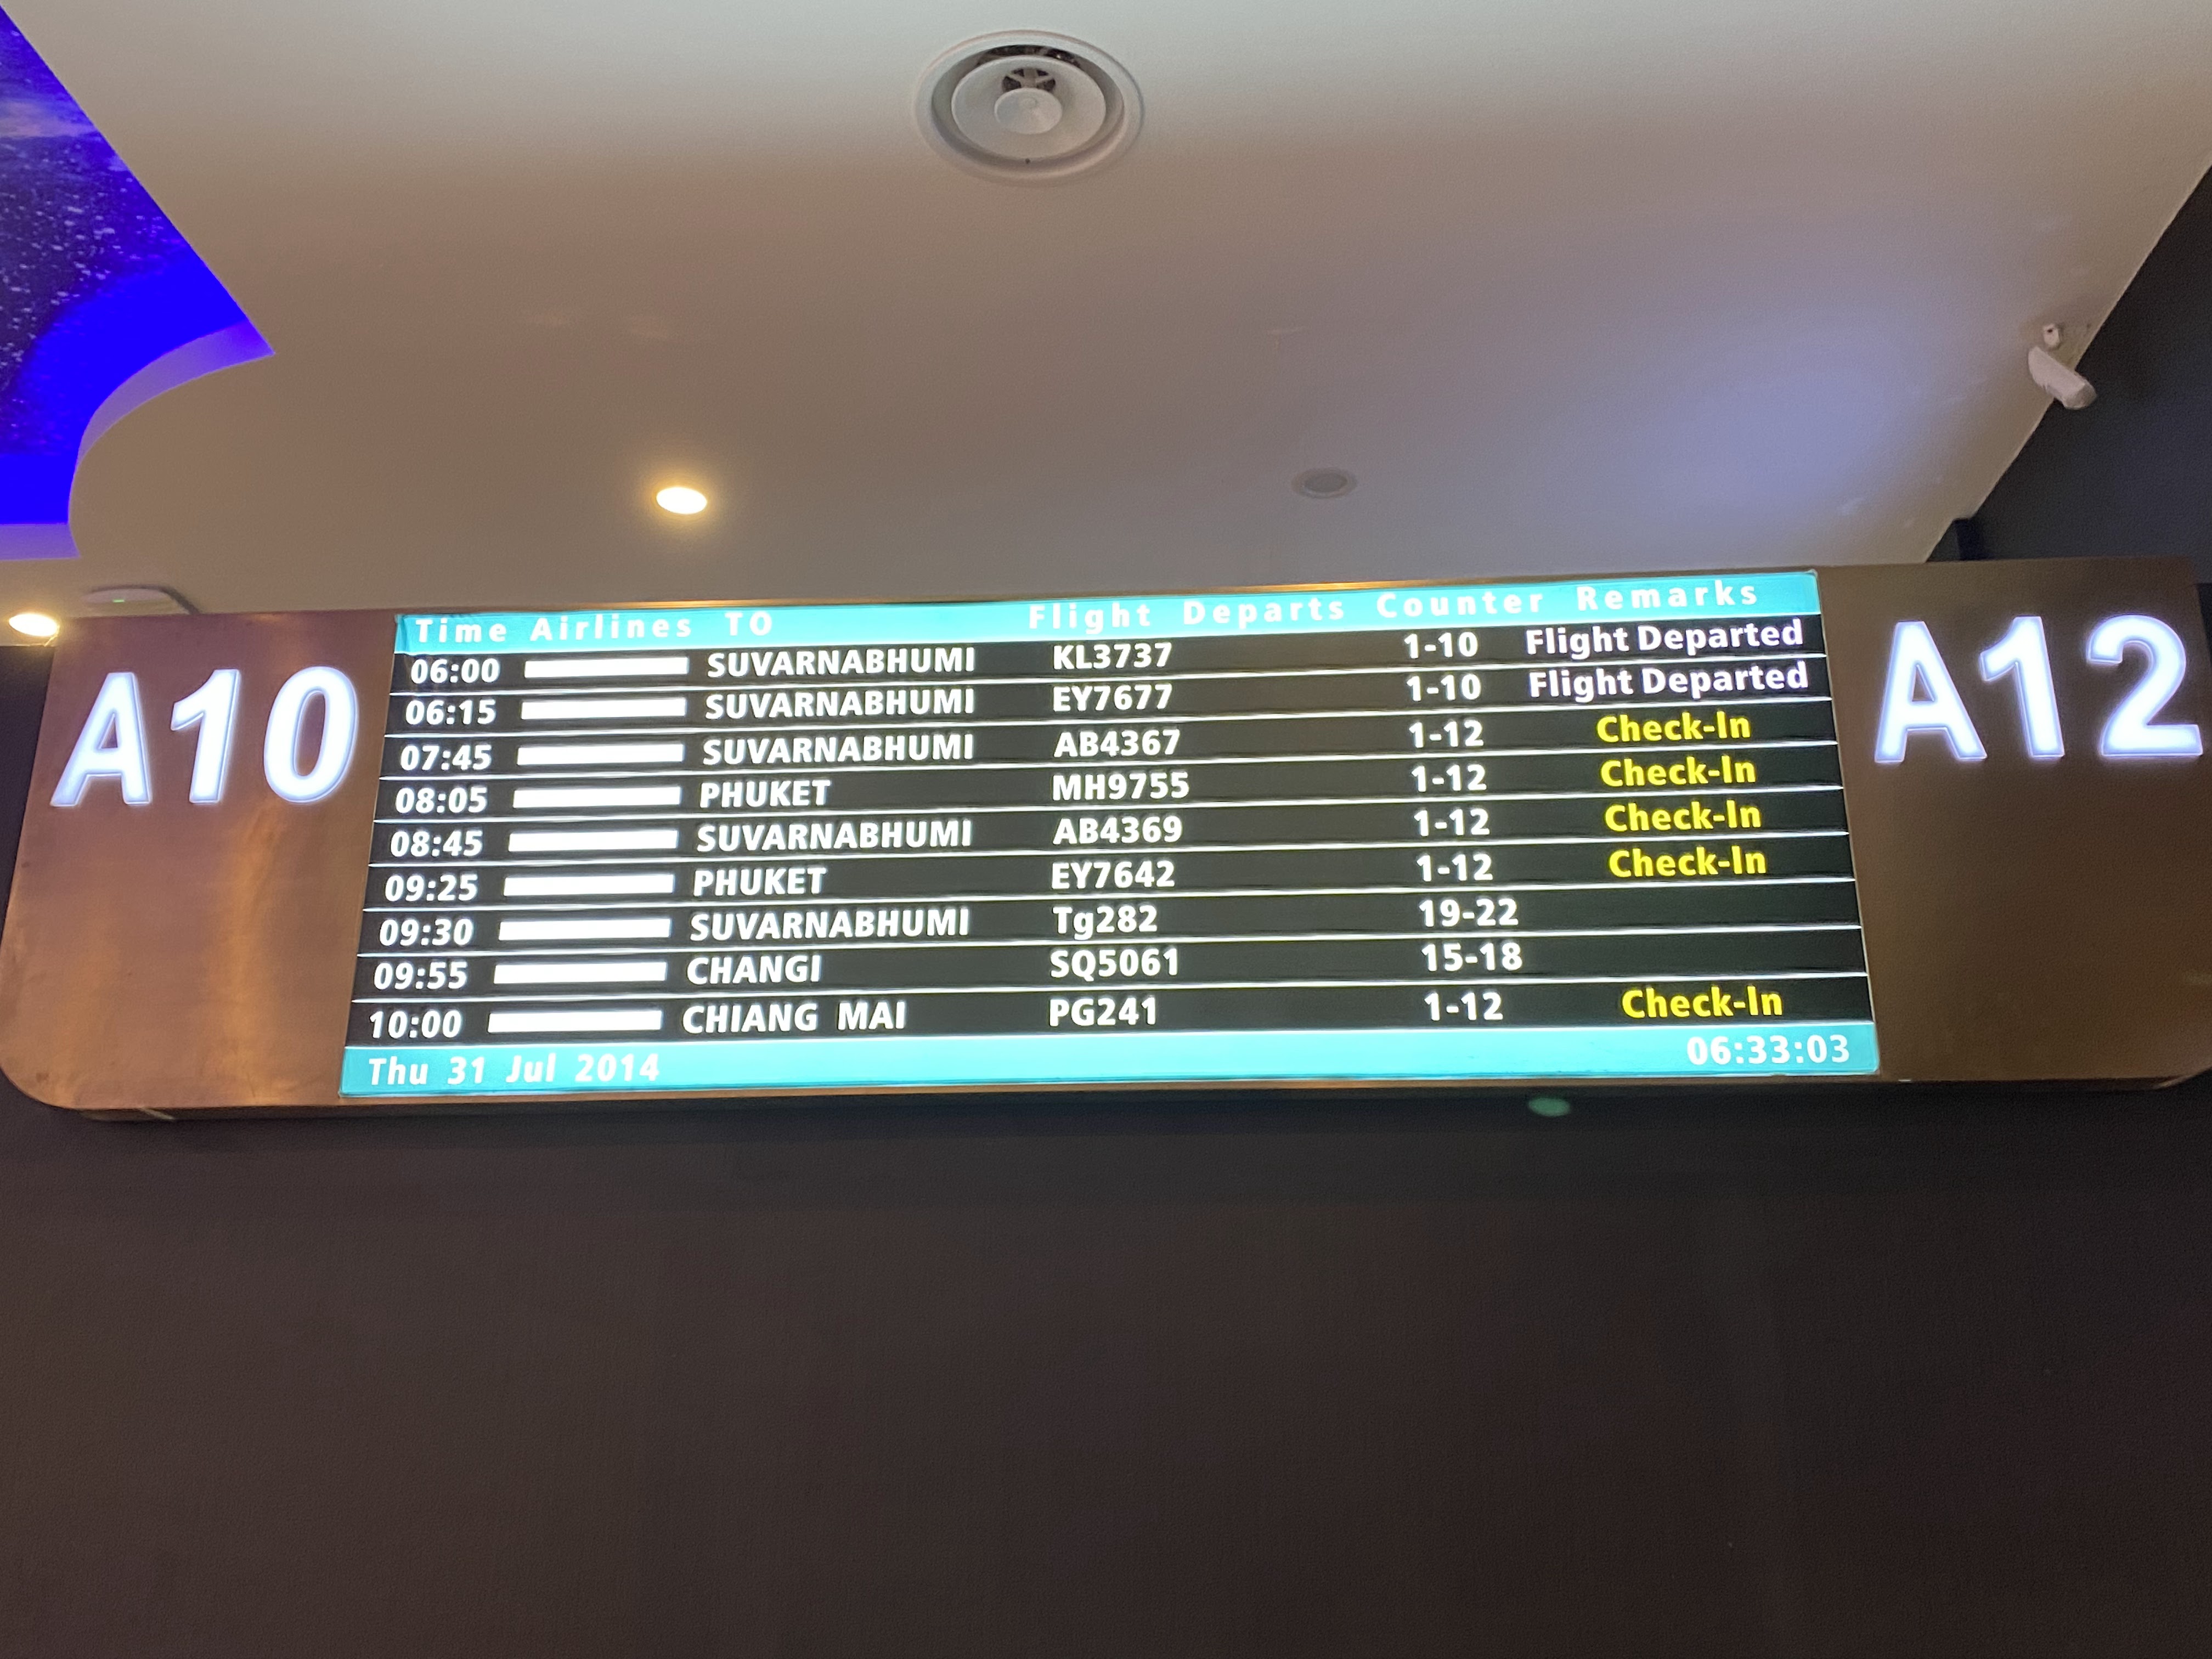 A10
Time Airlines TO Flight Departs Counter Remarks
06:00 SUVARNABHUMI KL3737 1-10 Flight Departed
06:15 SUVARNABHUMI EY7677 1-10 Flight Departed
07:45 SUVARNABHUMI AB4367 1-12 Check-In
08:05 PHUKET MH9755 1-12 Check-In
08:45 SUVARNABHUMI AB4369 1-12 Check-In
09:25 PHUKET EY7642 1-12 Check-In
09:30 SUVARNABHUMI Tg282 19-22
09:55 CHANGI SQ5061 15-18
10:00 CHIANG MAI PG241 1-12 Check-In
Thu 31 Jul 2014 06:33:03
A12